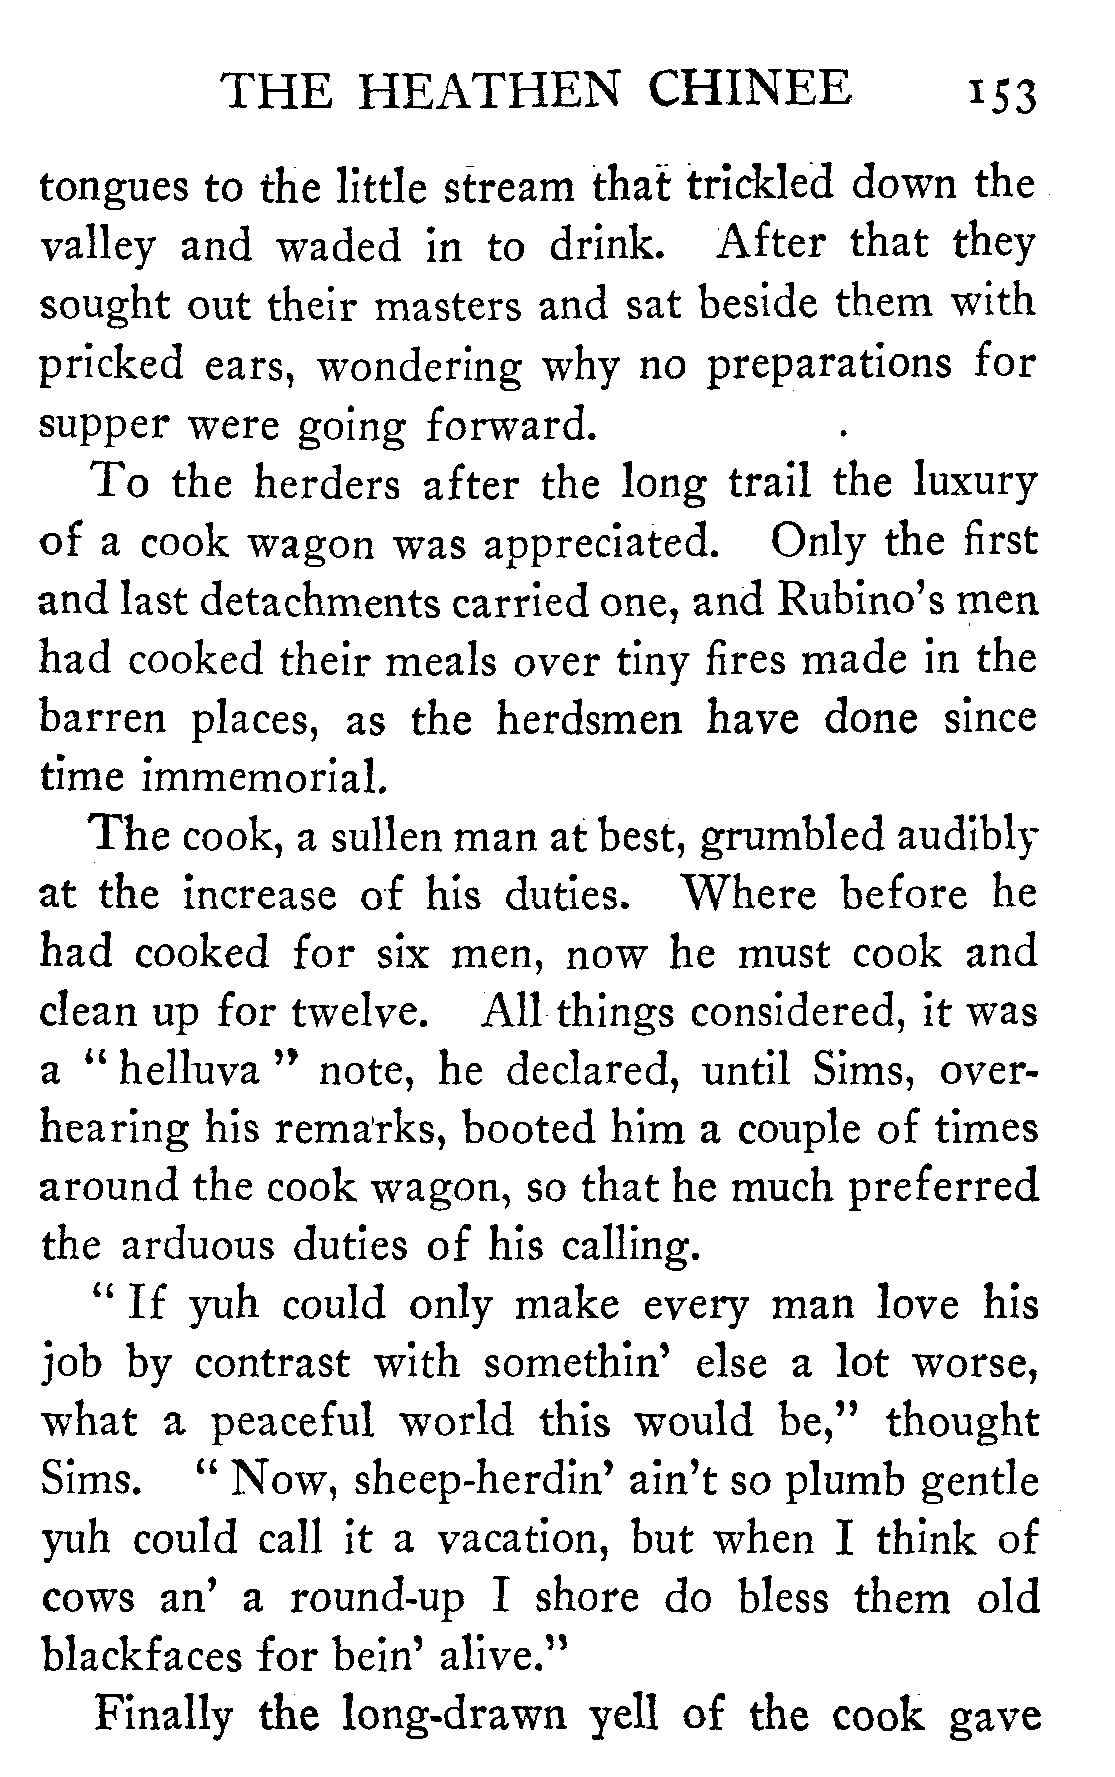 THE HEATHEN CHINEE 153
tongues to the little stream that trickled down the
valley and waded in to drink. After that they
sought out their masters and sat beside them with
pricked ears, wondering why no preparations for
supper were going forward.
To the herders after the long trail the luxury
of a cook wagon was appreciated. Only the first
and last detachments carried one, and Rubino's men
had cooked their meals over tiny fires made in the
barren places, as the herdsmen have done since
time immemorial.
The cook, a sullen man at best, grumbled audibly
at the increase of his duties. Where before he
had cooked for six men, now he must cook and
clean up for twelve. All things considered, it was
a “ helluva ” note, he declared, until Sims, over-
hearing his remarks, booted him a couple of times
around the cook wagon, so that he much preferred
the arduous duties of his calling.
“ If yuh could only make every man love his
job by contrast with somethin' else a lot worse,
what a peaceful world this would be,” thought
Sims. “ Now, sheep-herdin' ain't so plumb gentle
yuh could call it a vacation, but when I think of
cows an' a round-up I shore do bless them old
blackfaces for bein' alive.”
Finally the long-drawn yell of the cook gave